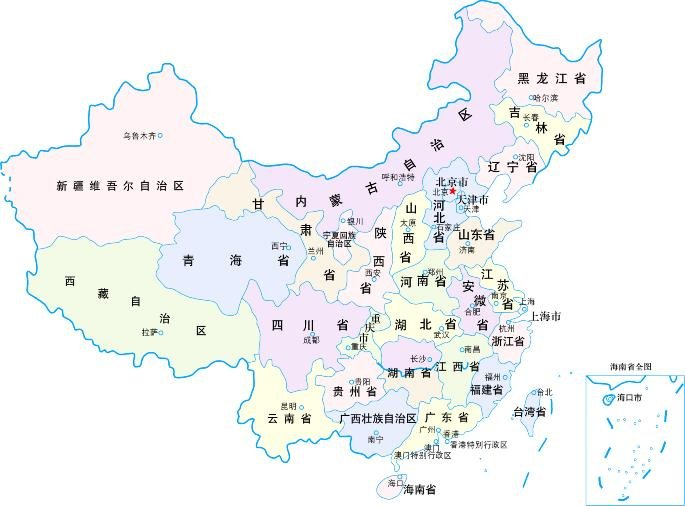 黑龙江省
哈尔滨
吉林省
长春
辽宁省
沈阳
内蒙古自治区
呼和浩特
乌鲁木齐
新疆维吾尔自治区
北京市
北京
天津市
天津
河北省
石家庄
山西省
太原
山东省
济南
甘肃省
兰州
银川
宁夏回族
自治区
陕西省
西安
青海省
西宁
西藏自治区
拉萨
河南省
郑州
江苏省
南京
安徽省
合肥
上海
上海市
四川省
成都
重庆市
重庆
湖北省
武汉
杭州
浙江省
长沙
湖南省
南昌
江西省
贵阳
贵州省
福州
福建省
台北
台湾省
昆明
云南省
广西壮族自治区
南宁
广东省
广州
香港
香港特别行政区
澳门
澳门特别行政区
海口
海南省
海南省全图
海口市